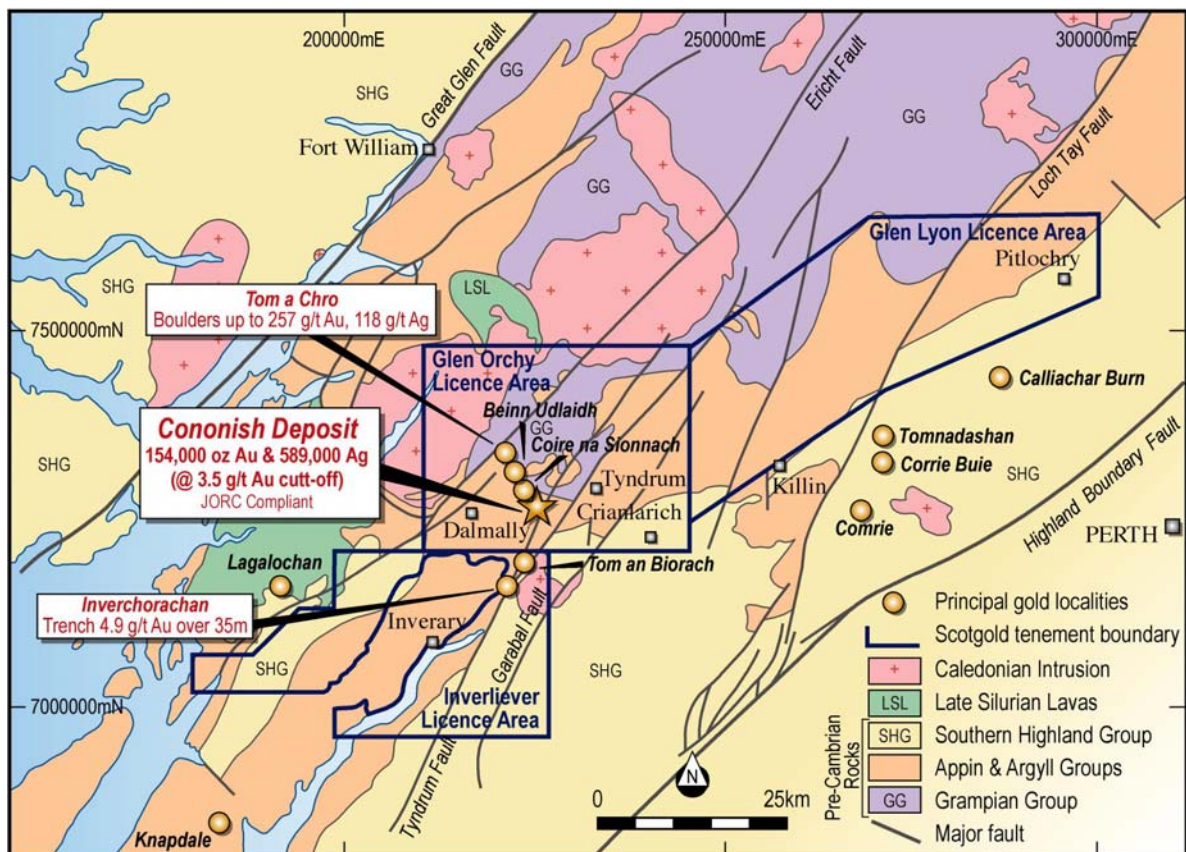 200000mE
250000mE
300000mE
GG
SHG
Great Glen Fault
Ericht Fault
GG
Loch Tay Fault
Fort William
GG
Glen Lyon Licence Area
Pitlochry
SHG
LSL
Tom a Chro
Boulders up to 257 g/t Au, 118 g/t Ag
7500000mN
Glen Orchy
Licence Area
Calliachar Burn
Beinn Udlaidh
GG
Coire na Sionnach
Cononish Deposit
154,000 oz Au & 589,000 Ag
(@ 3.5 g/t Au cutt-off)
JORC Compliant
SHG
Tomnadashan
Corrie Buie
SHG
Highland Boundary Fault
Tyndrum
Killin
Dalmally
Crianlarich
Comrie
PERTH
Lagalochan
Tom an Biorach
Inverchorachan
Trench 4.9 g/t Au over 35m
Inverary
Garabal Fault
SHG
SHG
Inverliever
Licence Area
7000000mN
Tyndrum Fault
Knapdale
N
0
25km
Principal gold localities
Scotgold tenement boundary
Caledonian Intrusion
LSL
Late Silurian Lavas
Pre-Cambrian
Rocks
SHG
Southern Highland Group
Appin & Argyll Groups
GG
Grampian Group
Major fault